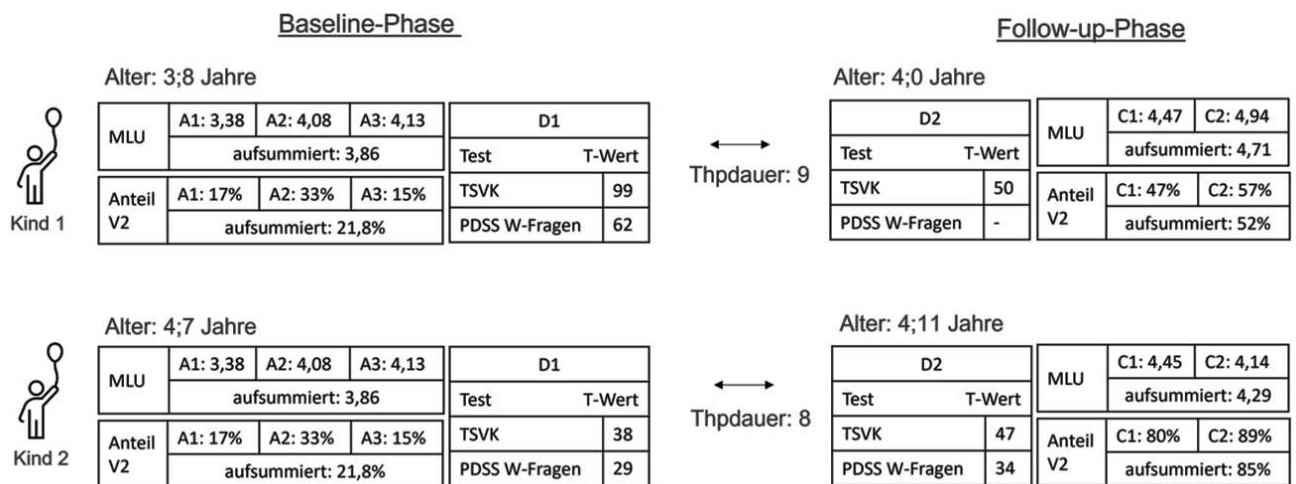 Baseline-Phase
Follow-up-Phase
Alter: 3;8 Jahre
Alter: 4;0 Jahre
Kind 1
MLU
A1: 3,38 A2: 4,08 A3: 4,13
aufsummiert: 3,86
Anteil V2
A1: 17% A2: 33% A3: 15%
aufsummiert: 21,8%
D1
Test T-Wert
TSVK 99
PDSS W-Fragen 62
Thpdauer: 9
D2
Test T-Wert
TSVK 50
PDSS W-Fragen -
MLU
C1: 4,47 C2: 4,94
aufsummiert: 4,71
Anteil V2
C1: 47% C2: 57%
aufsummiert: 52%
Alter: 4;7 Jahre
Alter: 4;11 Jahre
Kind 2
MLU
A1: 3,38 A2: 4,08 A3: 4,13
aufsummiert: 3,86
Anteil V2
A1: 17% A2: 33% A3: 15%
aufsummiert: 21,8%
D1
Test T-Wert
TSVK 38
PDSS W-Fragen 29
Thpdauer: 8
D2
Test T-Wert
TSVK 47
PDSS W-Fragen 34
MLU
C1: 4,45 C2: 4,14
aufsummiert: 4,29
Anteil V2
C1: 80% C2: 89%
aufsummiert: 85%